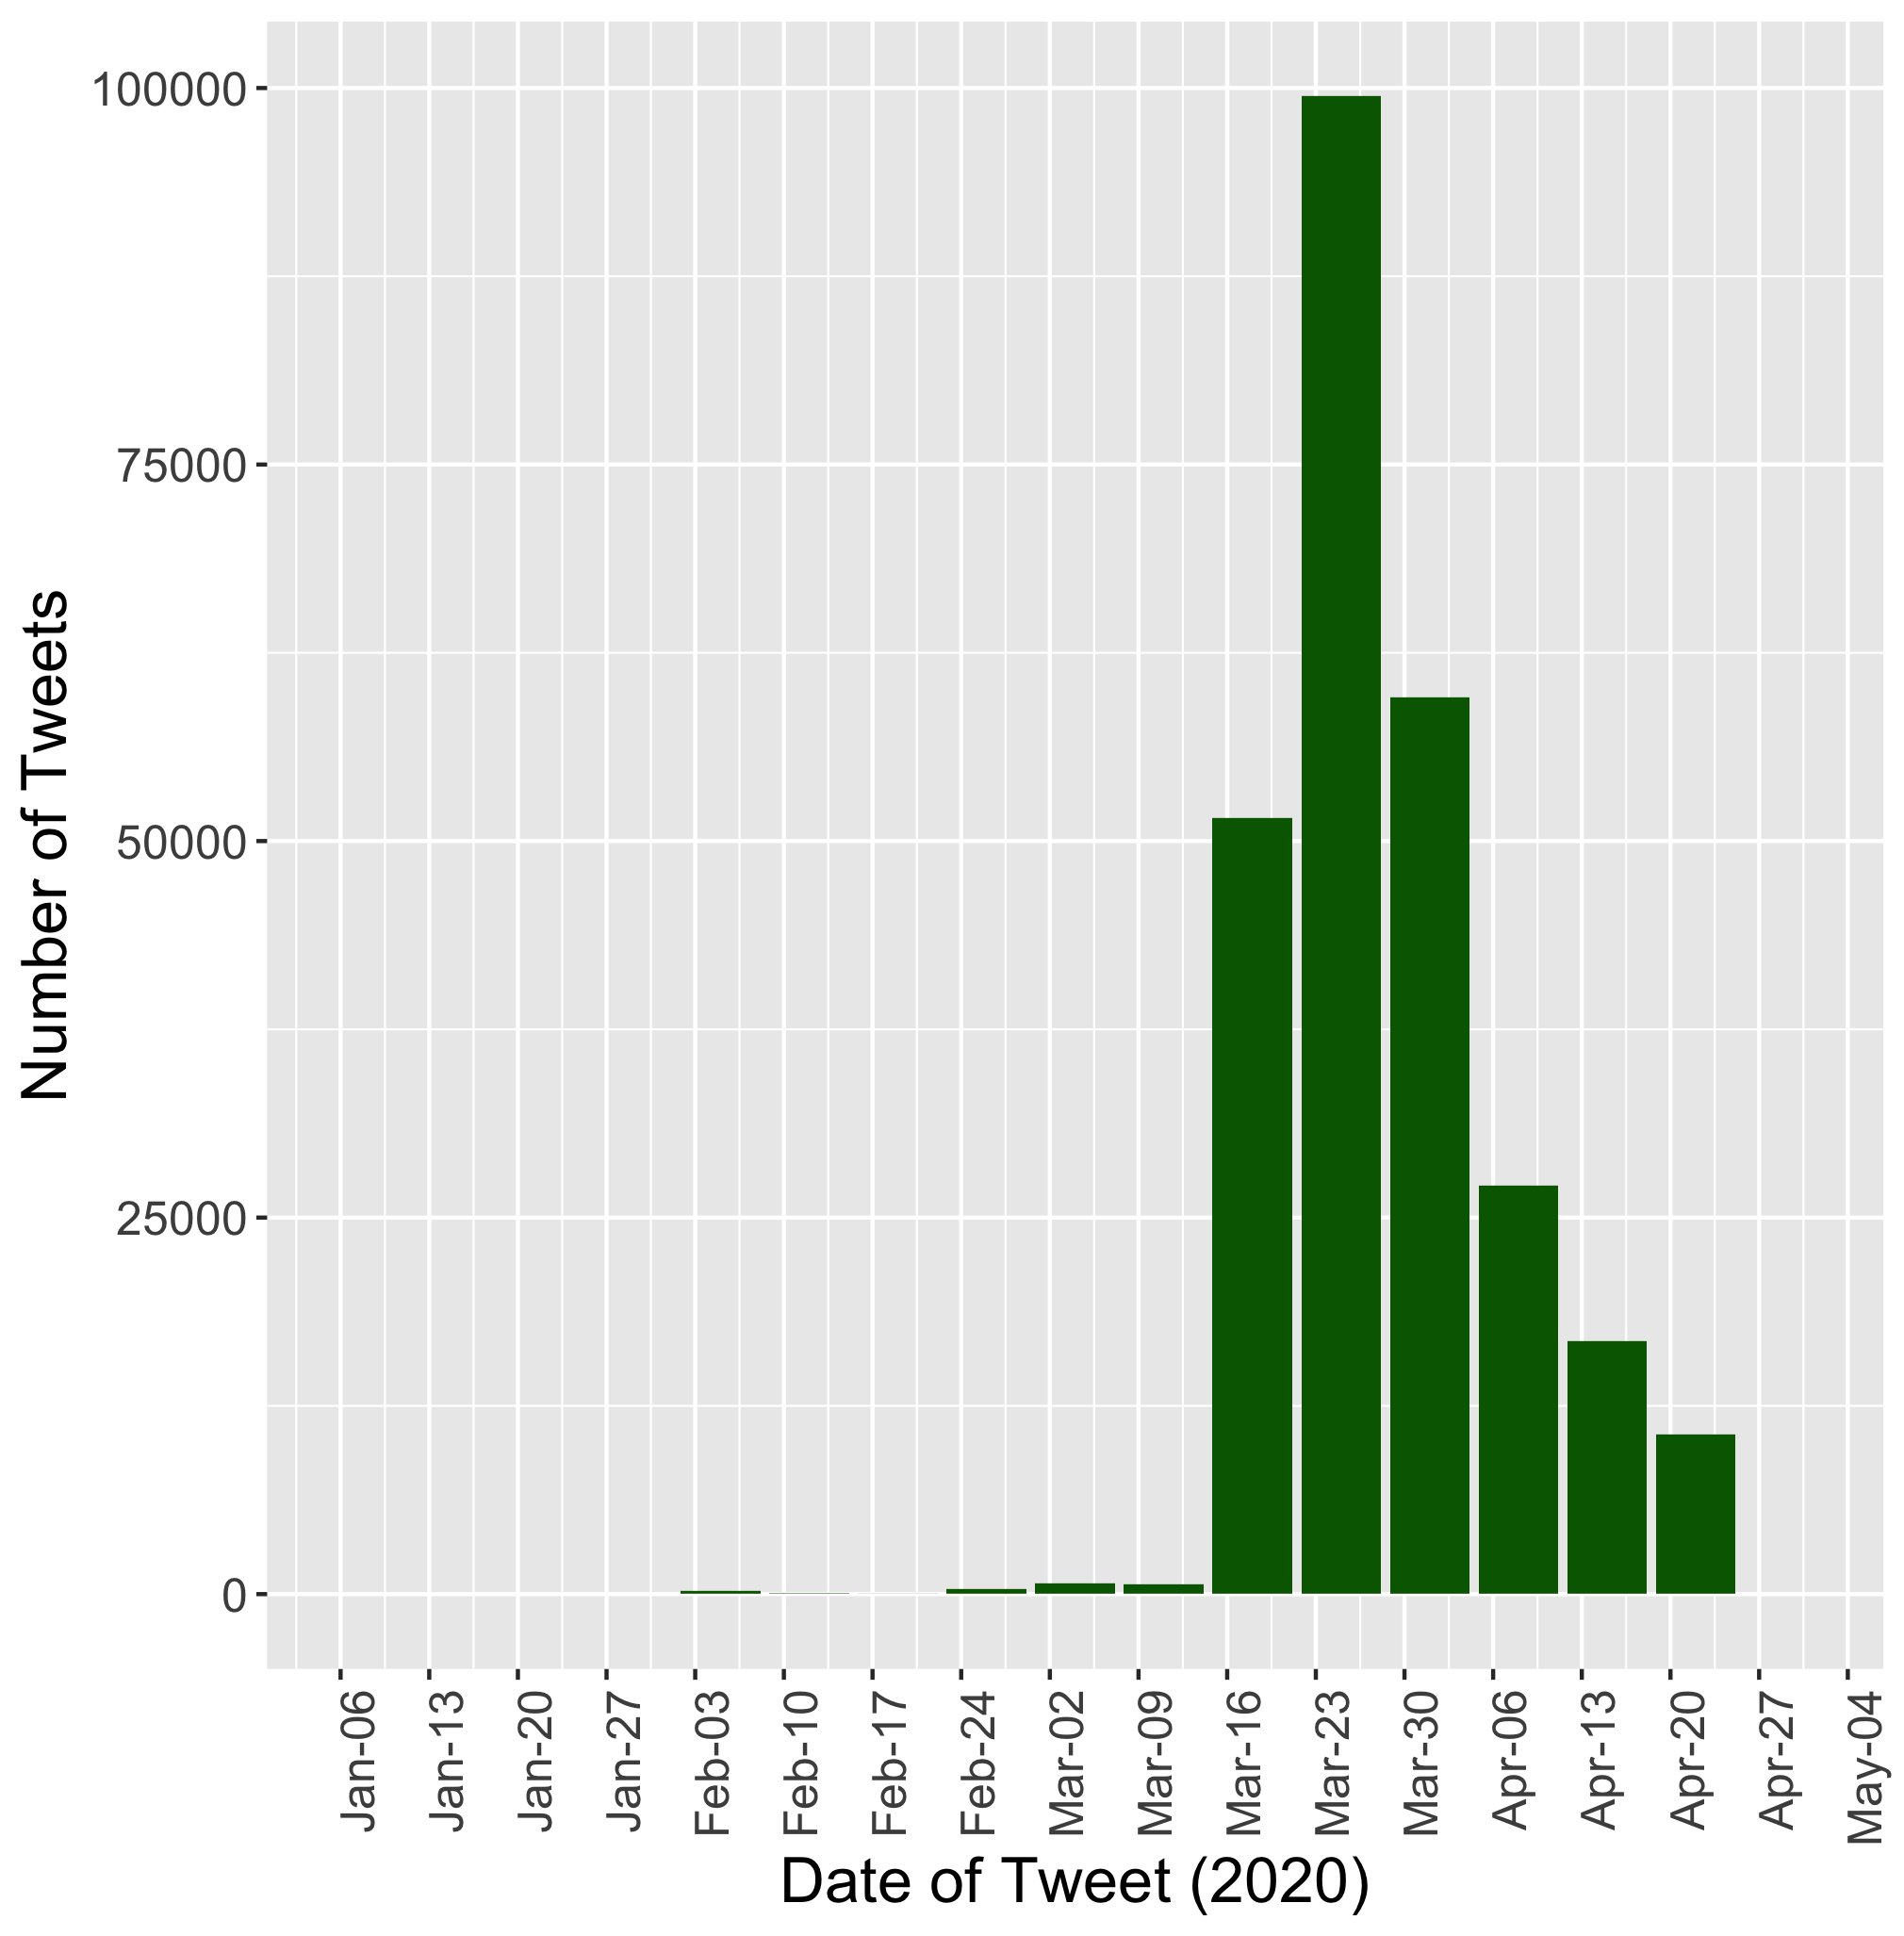 Number of Tweets
100000
75000
50000
25000
0
Jan-06
Jan-13
Jan-20
Jan-27
Feb-03
Feb-10
Feb-17
Feb-24
Mar-02
Mar-09
Mar-16
Mar-23
Mar-30
Apr-06
Apr-13
Apr-20
Apr-27
May-04
Date of Tweet (2020)